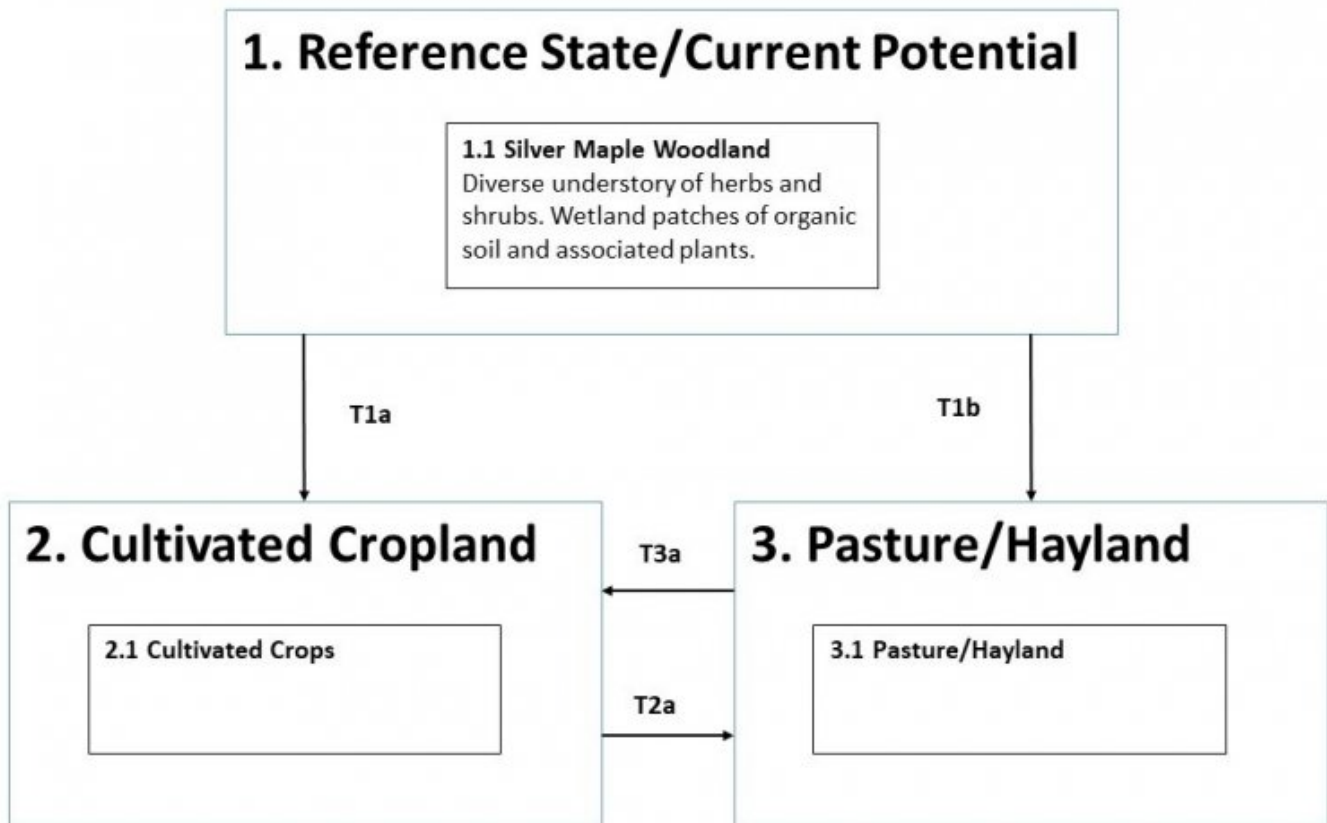 1. Reference State/Current Potential
1.1 Silver Maple Woodland
Diverse understory of herbs and
shrubs. Wetland patches of organic
soil and associated plants.
T1a
T1b
2. Cultivated Cropland
T3a
3. Pasture/Hayland
2.1 Cultivated Crops
3.1 Pasture/Hayland
T2a